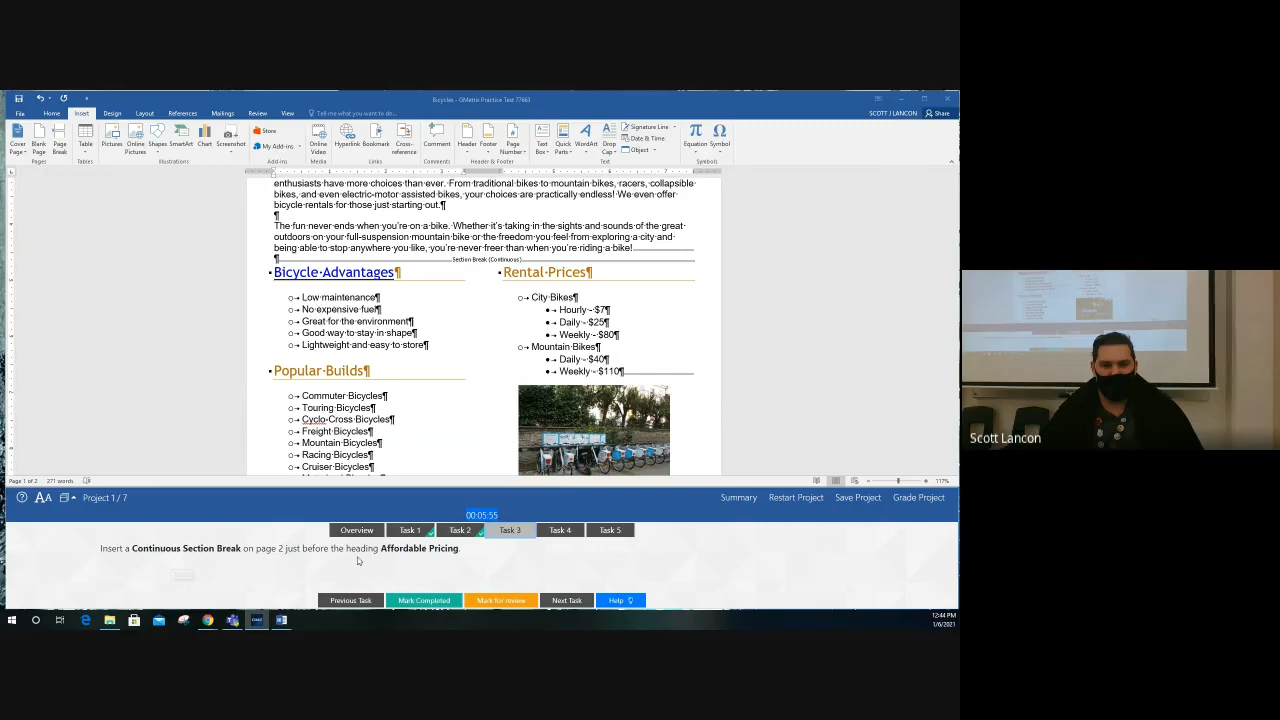 Bicycles - GMetrix Practice Test 77863
File Home Insert Design Layout References Mailings Review View Tell me what you want to do...
SCOTT J LANCON Share
Cover Page Blank Page Page Break Table Pictures Online Pictures Shapes SmartArt Chart Screenshot Store My Add-ins Online Video Hyperlink Bookmark Cross-reference Comment Header Footer Page Number Text Box Quick Parts WordArt Drop Cap Signature Line Date & Time Object Equation Symbol
Pages Tables Illustrations Add-ins Media Links Comments Header & Footer Text Symbols
enthusiasts·have·more·choices·than·ever.·From·traditional·bikes·to·mountain·bikes,·racers,·collapsible·
bikes,·and·even·electric-motor·assisted·bikes,·your·choices·are·practically·endless!·We·even·offer·
bicycle·rentals·for·those·just·starting·out.¶
¶
The·fun·never·ends·when·you're·on·a·bike.·Whether·it's·taking·in·the·sights·and·sounds·of·the·great·
outdoors·on·your·full-suspension·mountain·bike·or·the·freedom·you·feel·from·exploring·a·city·and·
being·able·to·stop·anywhere·you·like,·you're·never·freer·than·when·you're·riding·a·bike!
¶ Section Break (Continuous)
Bicycle·Advantages¶
Low·maintenance¶
No·expensive·fuel¶
Great·for·the·environment¶
Good·way·to·stay·in·shape¶
Lightweight·and·easy·to·store¶
Popular·Builds¶
Commuter·Bicycles¶
Touring·Bicycles¶
Cyclo-Cross·Bicycles¶
Freight·Bicycles¶
Mountain·Bicycles¶
Racing·Bicycles¶
Cruiser·Bicycles¶
Rental·Prices¶
City·Bikes¶
Hourly·-·$7¶
Daily·-·$25¶
Weekly·-·$80¶
Mountain·Bikes¶
Daily·-·$40¶
Weekly·-·$110¶
Page 1 of 2 271 words
117%
Project 1 / 7
Summary Restart Project Save Project Grade Project
00:05:55
Overview Task 1 Task 2 Task 3 Task 4 Task 5
Insert a Continuous Section Break on page 2 just before the heading Affordable Pricing.
Previous Task Mark Completed Mark for review Next Task Help
12:44 PM
1/6/2021
Scott Lancon